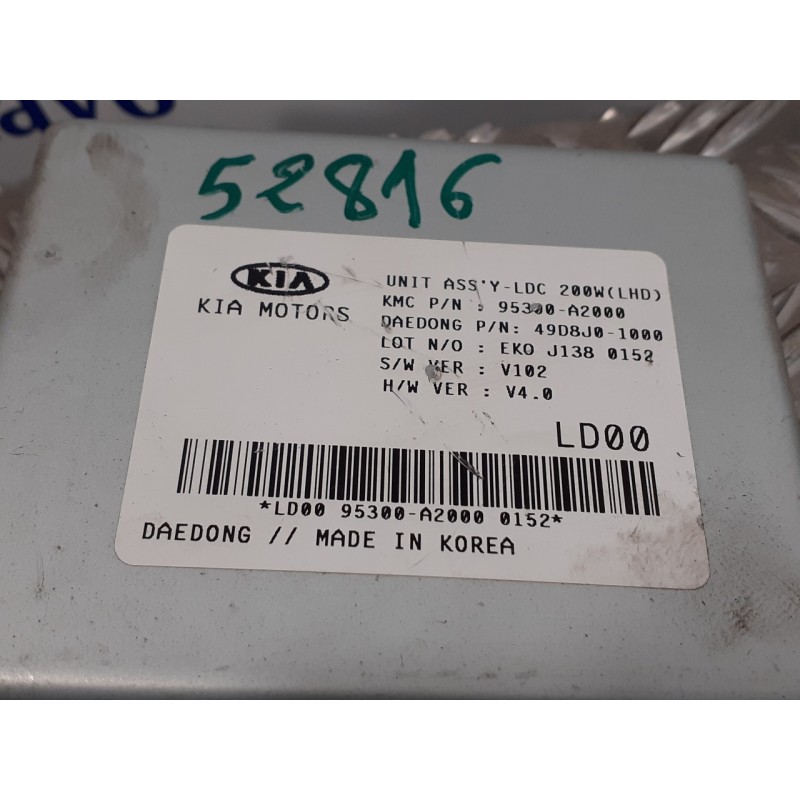 52816
KIA
KIA MOTORS
UNIT ASS'Y-LDC 200W(LHD)
KMC P/N : 95300-A2000
DAEDONG P/N: 49D8J0-1000
LOT N/O : EKO J138 0152
S/W VER : V102
H/W VER : V4.0
LD00
*LD00 95300-A2000 0152*
DAEDONG // MADE IN KOREA